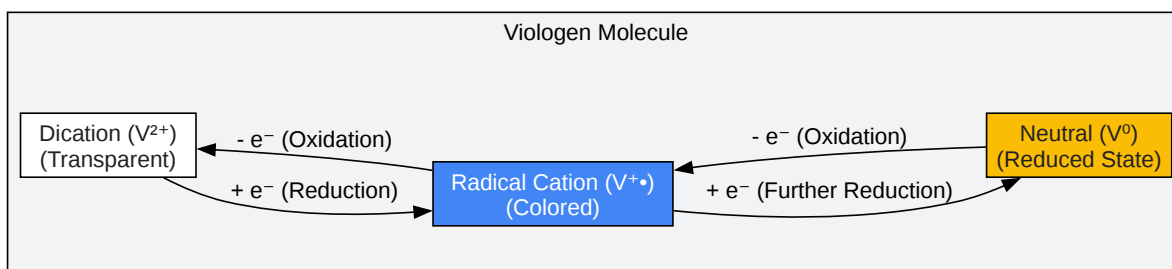 Viologen Molecule
Dication (V²⁺)
(Transparent)
- e⁻ (Oxidation)
+ e⁻ (Reduction)
Radical Cation (V⁺•)
(Colored)
- e⁻ (Oxidation)
+ e⁻ (Further Reduction)
Neutral (V⁰)
(Reduced State)